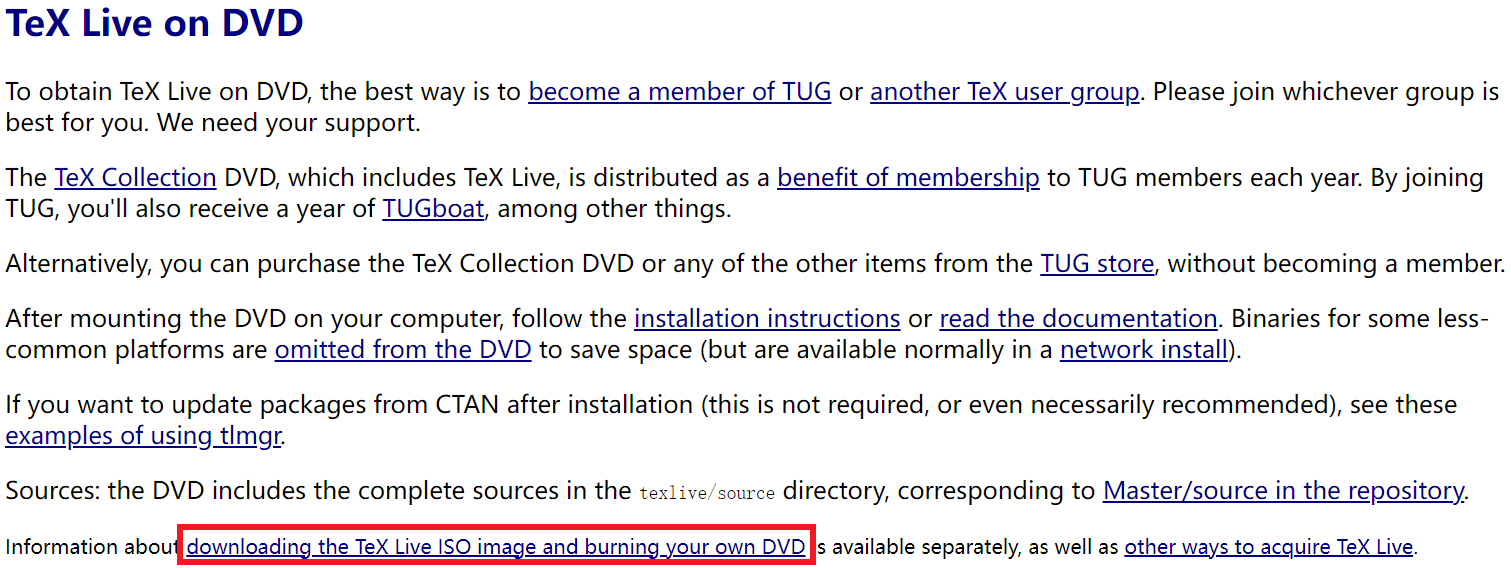 TeX Live on DVD
To obtain TeX Live on DVD, the best way is to become a member of TUG or another TeX user group. Please join whichever group is
best for you. We need your support.
The TeX Collection DVD, which includes TeX Live, is distributed as a benefit of membership to TUG members each year. By joining
TUG, you'll also receive a year of TUGboat, among other things.
Alternatively, you can purchase the TeX Collection DVD or any of the other items from the TUG store, without becoming a member.
After mounting the DVD on your computer, follow the installation instructions or read the documentation. Binaries for some less-
common platforms are omitted from the DVD to save space (but are available normally in a network install).
If you want to update packages from CTAN after installation (this is not required, or even necessarily recommended), see these
examples of using tlmgr.
Sources: the DVD includes the complete sources in the texlive/source directory, corresponding to Master/source in the repository.
Information about downloading the TeX Live ISO image and burning your own DVD is available separately, as well as other ways to acquire TeX Live.